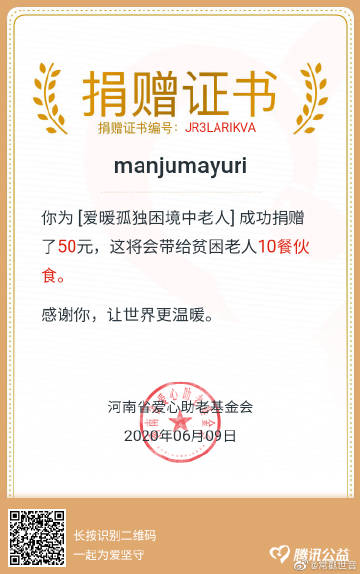 捐赠证书
捐赠证书编号：JR3LARIKVA
manjumayuri
你为 [爱暖孤独困境中老人] 成功捐赠
了50元，这将会带给贫困老人10餐伙
食。
感谢你，让世界更温暖。
河南省爱心助老基金会
2020年06月09日
长按识别二维码
一起为爱坚守
腾讯公益